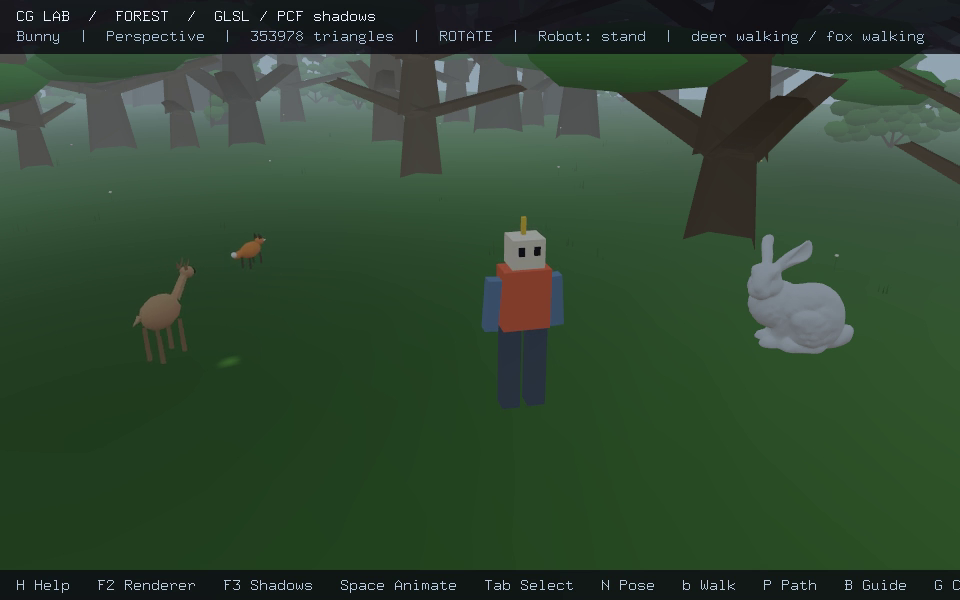 CG LAB / FOREST / GLSL / PCF shadows
Bunny | Perspective | 353978 triangles | ROTATE | Robot: stand | deer walking / fox walking
H Help F2 Renderer F3 Shadows Space Animate Tab Select N Pose b Walk P Path B Guide G